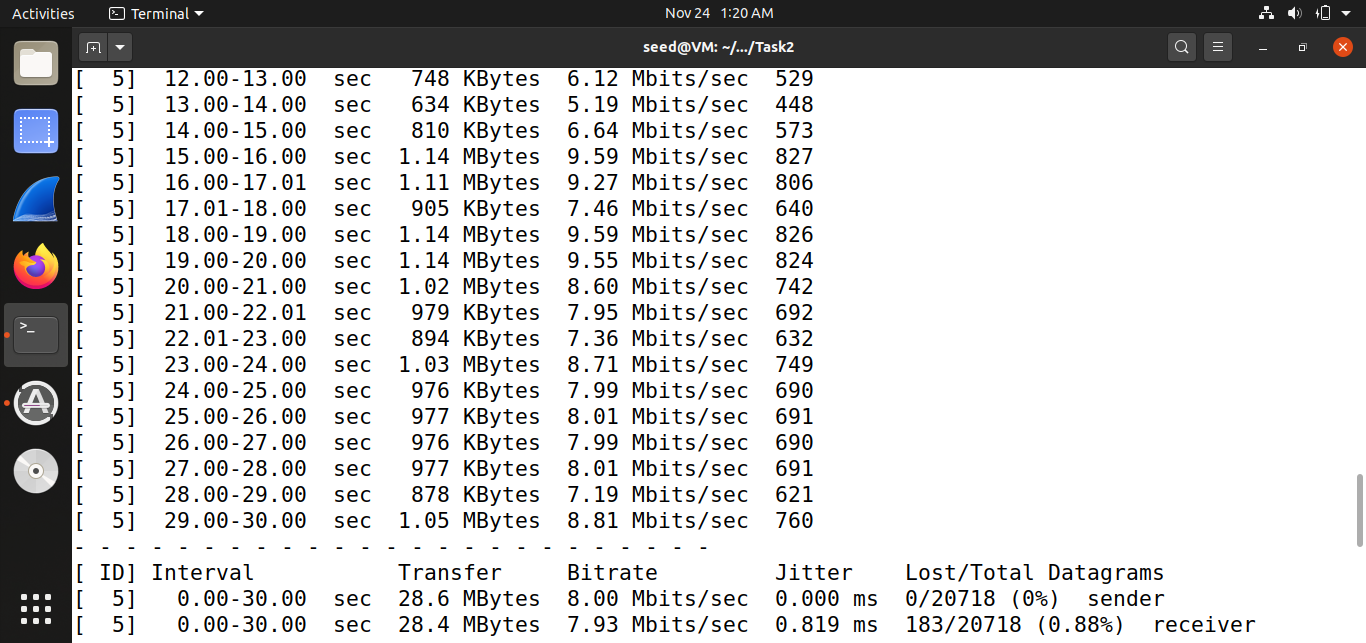 Activities Terminal Nov 24 1:20 AM
seed@VM: ~/.../Task2
[  5]  12.00-13.00  sec   748 KBytes  6.12 Mbits/sec  529
[  5]  13.00-14.00  sec   634 KBytes  5.19 Mbits/sec  448
[  5]  14.00-15.00  sec   810 KBytes  6.64 Mbits/sec  573
[  5]  15.00-16.00  sec  1.14 MBytes  9.59 Mbits/sec  827
[  5]  16.00-17.01  sec  1.11 MBytes  9.27 Mbits/sec  806
[  5]  17.01-18.00  sec   905 KBytes  7.46 Mbits/sec  640
[  5]  18.00-19.00  sec  1.14 MBytes  9.59 Mbits/sec  826
[  5]  19.00-20.00  sec  1.14 MBytes  9.55 Mbits/sec  824
[  5]  20.00-21.00  sec  1.02 MBytes  8.60 Mbits/sec  742
[  5]  21.00-22.01  sec   979 KBytes  7.95 Mbits/sec  692
[  5]  22.01-23.00  sec   894 KBytes  7.36 Mbits/sec  632
[  5]  23.00-24.00  sec  1.03 MBytes  8.71 Mbits/sec  749
[  5]  24.00-25.00  sec   976 KBytes  7.99 Mbits/sec  690
[  5]  25.00-26.00  sec   977 KBytes  8.01 Mbits/sec  691
[  5]  26.00-27.00  sec   976 KBytes  7.99 Mbits/sec  690
[  5]  27.00-28.00  sec   977 KBytes  8.01 Mbits/sec  691
[  5]  28.00-29.00  sec   878 KBytes  7.19 Mbits/sec  621
[  5]  29.00-30.00  sec  1.05 MBytes  8.81 Mbits/sec  760
- - - - - - - - - - - - - - - - - - - - - - - - -
[ ID] Interval           Transfer     Bitrate         Jitter    Lost/Total Datagrams
[  5]   0.00-30.00  sec  28.6 MBytes  8.00 Mbits/sec  0.000 ms  0/20718 (0%)  sender
[  5]   0.00-30.00  sec  28.4 MBytes  7.93 Mbits/sec  0.819 ms  183/20718 (0.88%)  receiver